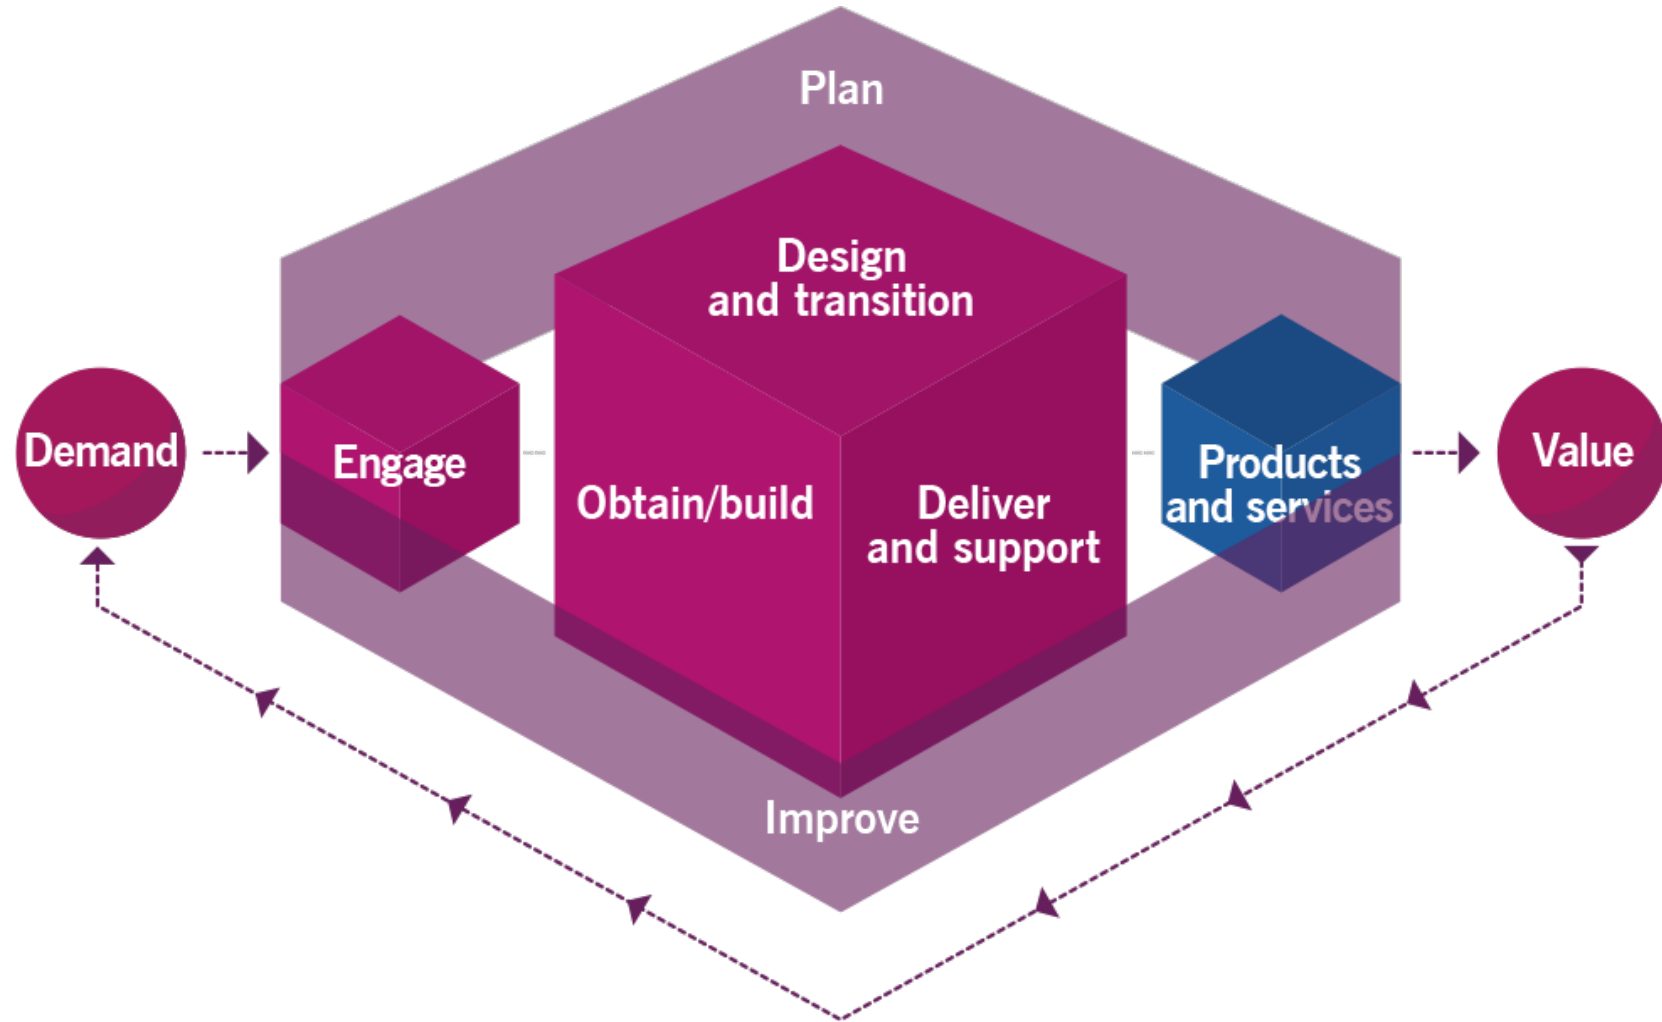 Plan
Design
and transition
Demand
Engage
Obtain/build
Deliver
and support
Products
and services
Value
Improve